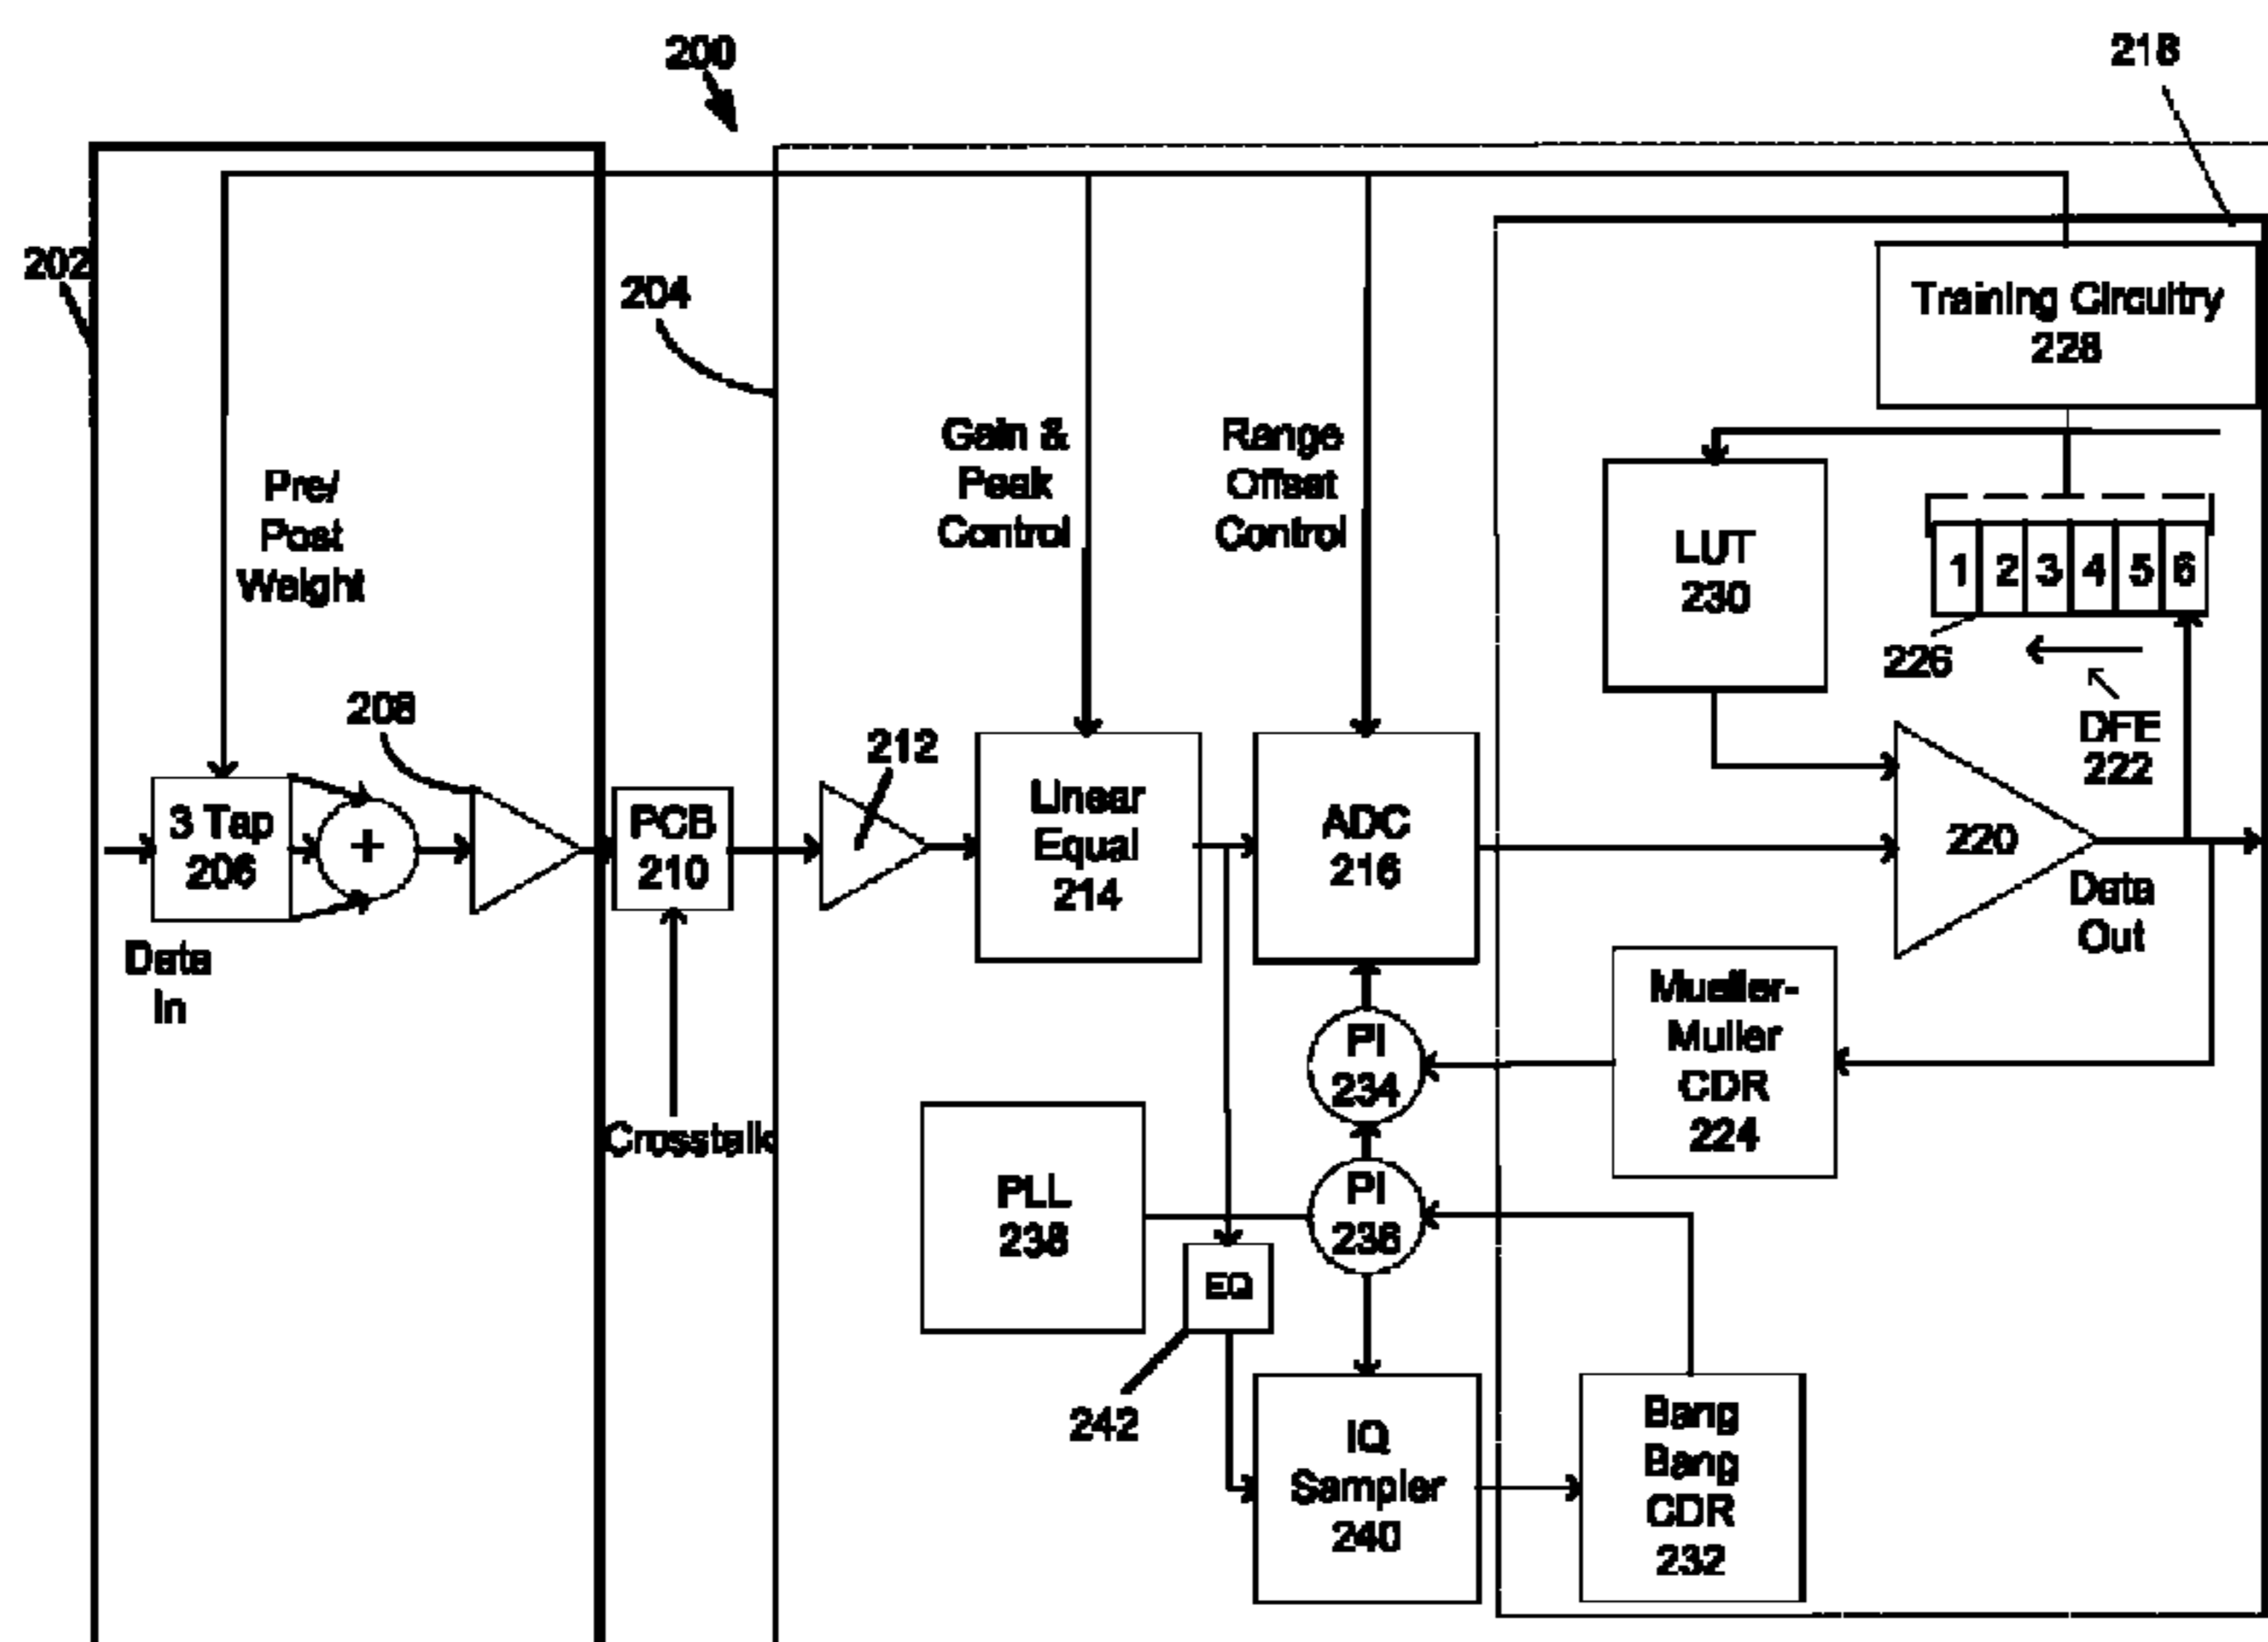 200
218
202
204
Training Circuitry
228
Gain &
Peak
Control
Range
Offset
Control
Pre/
Post
Weight
LUT
230
1 2 3 4 5 6
226
DFE
222
208
212
3 Tap
206
+
PCB
210
Linear
Equal
214
ADC
216
220
Data
Out
Data
In
Mueller-
Muller
CDR
224
PI
234
Crosstalk
PLL
238
PI
236
EQ
242
IQ
Sampler
240
Bang
Bang
CDR
232